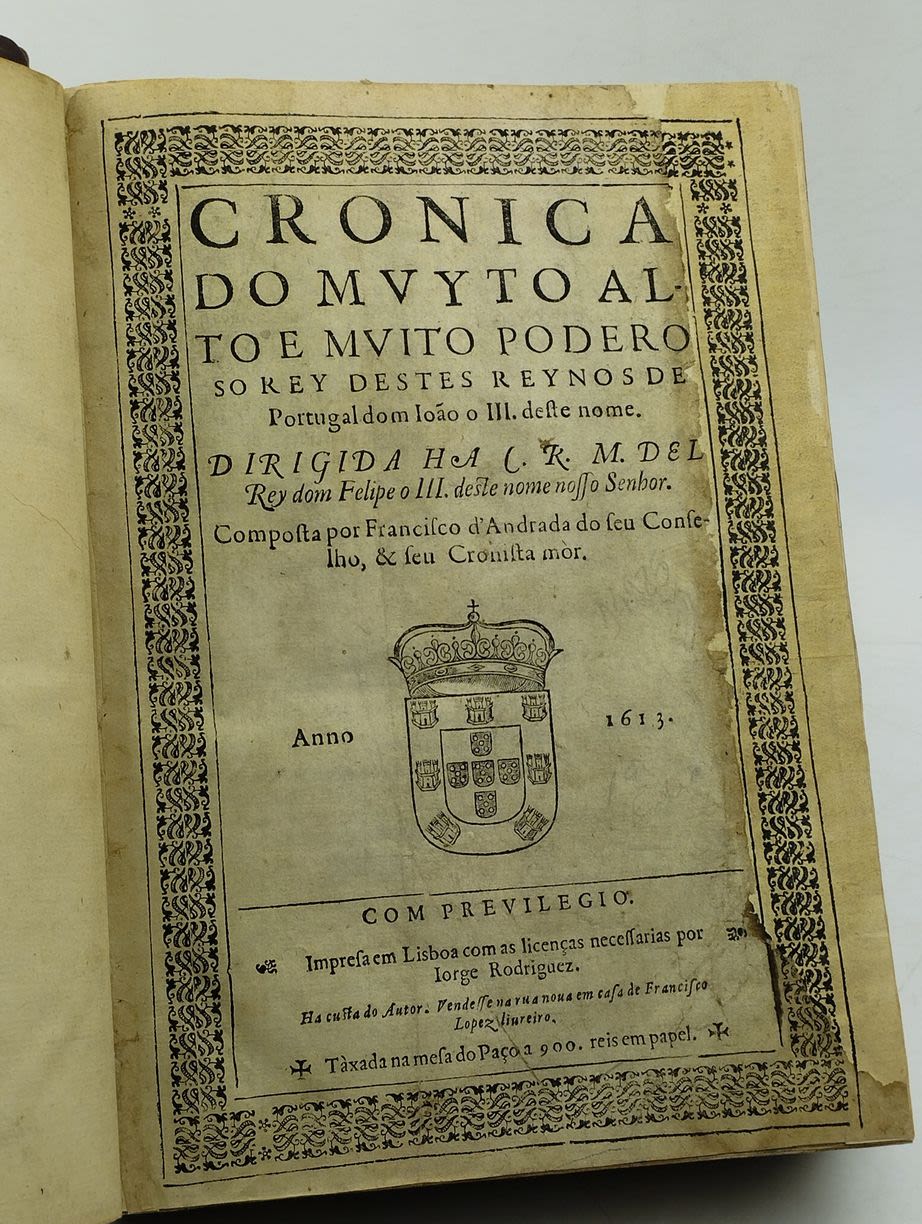 CRONICA
DO MVYTO AL-
TO E MVITO PODERO
SO REY DESTES REYNOS DE
Portugal dom Ioão o III. deſte nome.
DIRIGIDA HA C. R. M. DEL
Rey dom Felipe o III. deſte nome noſſo Senhor.
Compoſta por Franciſco d'Andrada do ſeu Conſe-
lho, & ſeu Croniſta mòr.
Anno 1613.
COM PREVILEGIO.
Impreſa em Lisboa com as licenças neceſſarias por
Iorge Rodriguez.
Ha cuſta do Autor. Vendeſſe na rua noua em caſa de Franciſco
Lopez liureiro.
Tàxada na meſa do Paço a 900. reis em papel.